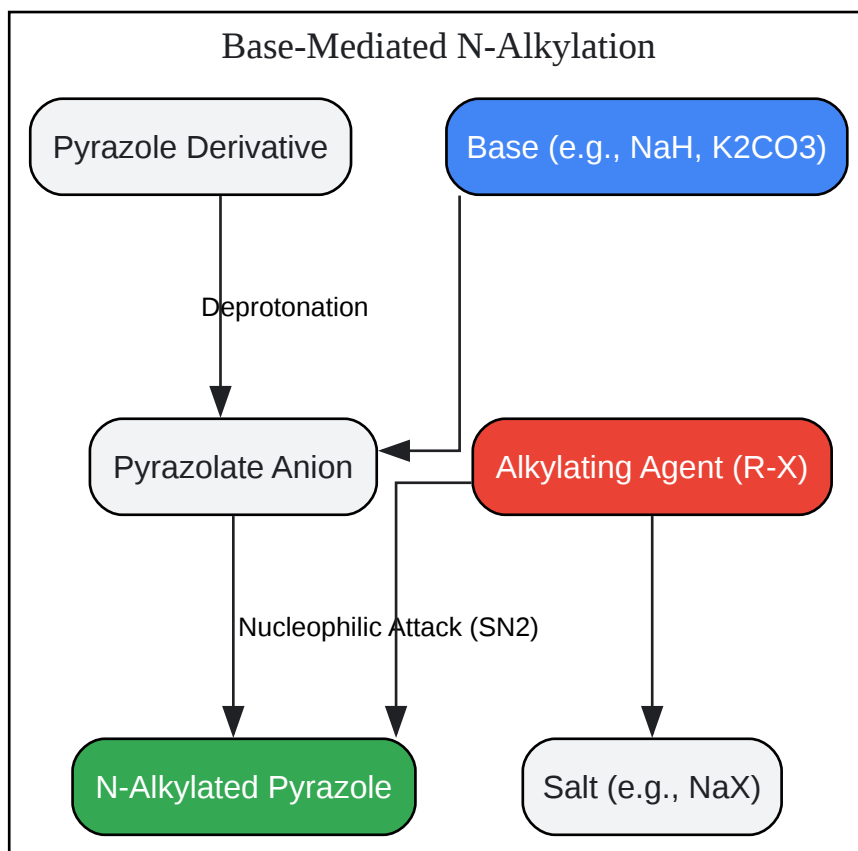 Base-Mediated N-Alkylation
Pyrazole Derivative
Base (e.g., NaH, K2CO3)
Deprotonation
Pyrazolate Anion
Alkylating Agent (R-X)
Nucleophilic Attack (SN2)
N-Alkylated Pyrazole
Salt (e.g., NaX)